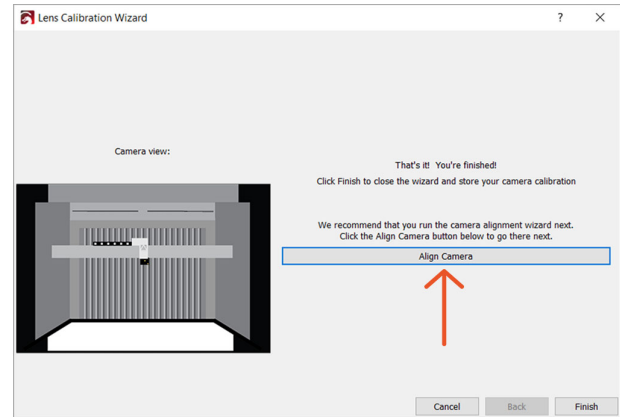 Lens Calibration Wizard
?
Camera view:
That's it! You're finished!
Click Finish to close the wizard and store your camera calibration
We recommend that you run the camera alignment wizard next.
Click the Align Camera button below to go there next.
Align Camera
Cancel
Back
Finish